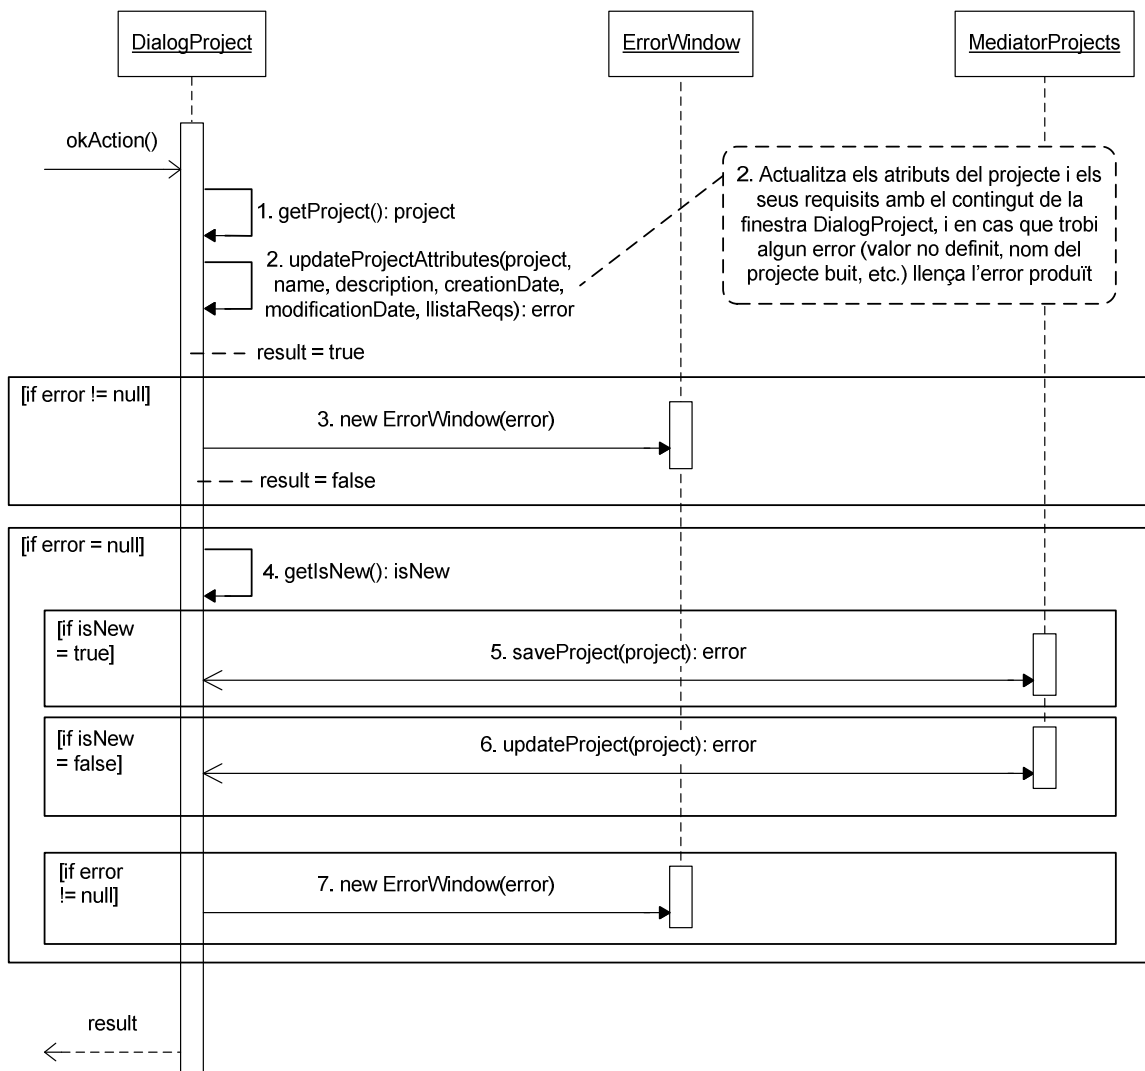 DialogProject
ErrorWindow
MediatorProjects
okAction()
2. Actualitza els atributs del projecte i els
seus requisits amb el contingut de la
finestra DialogProject, i en cas que trobi
algun error (valor no definit, nom del
projecte buit, etc.) llença l'error produït
1. getProject(): project
2. updateProjectAttributes(project,
name, description, creationDate,
modificationDate, llistaReqs): error
result = true
[if error != null]
3. new ErrorWindow(error)
result = false
[if error = null]
4. getIsNew(): isNew
[if isNew
= true]
5. saveProject(project): error
[if isNew
= false]
6. updateProject(project): error
[if error
!= null]
7. new ErrorWindow(error)
result